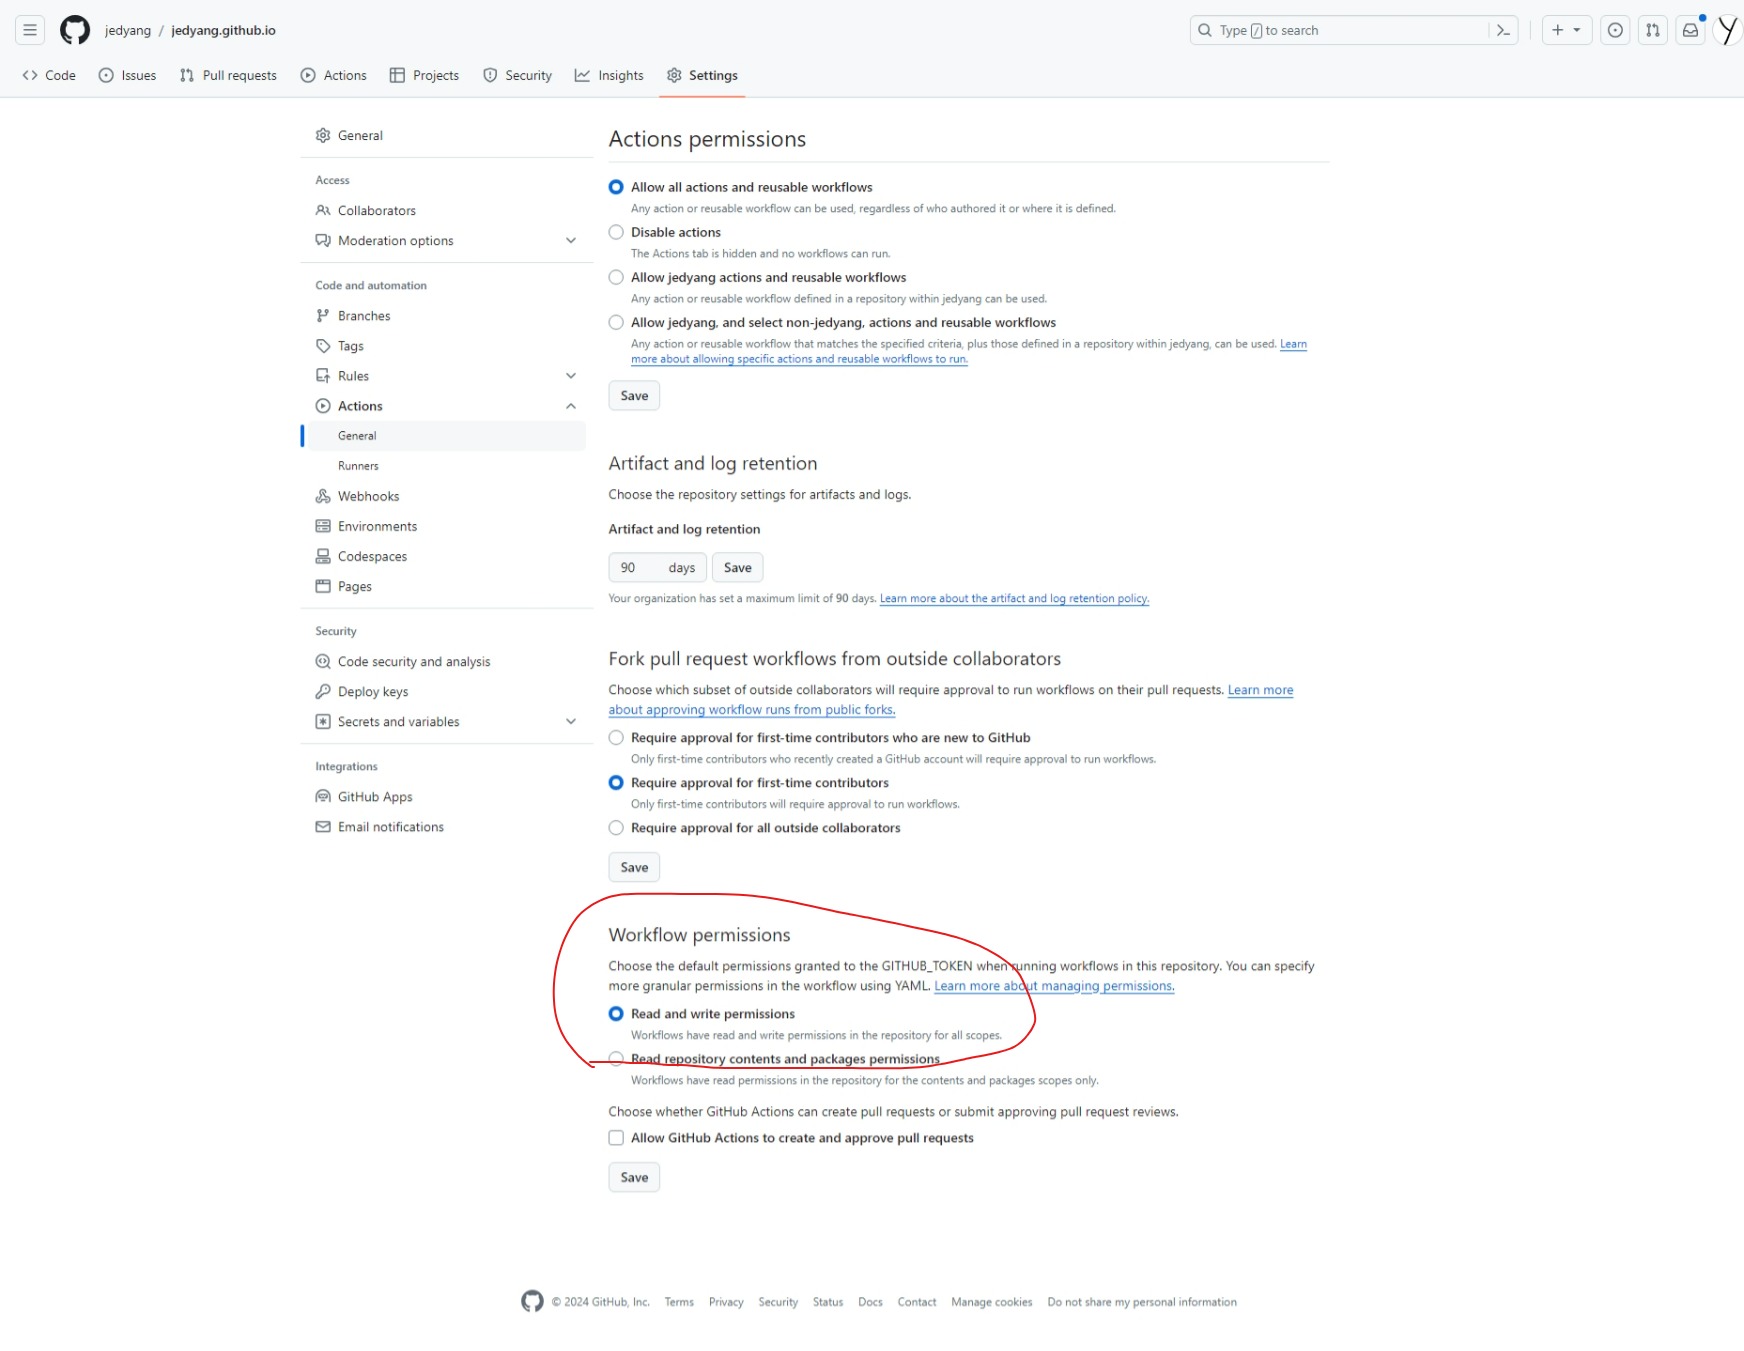 jedyang / jedyang.github.io
Type / to search
Code Issues Pull requests Actions Projects Security Insights Settings
General
Access
Collaborators
Moderation options
Code and automation
Branches
Tags
Rules
Actions
General
Runners
Webhooks
Environments
Codespaces
Pages
Security
Code security and analysis
Deploy keys
Secrets and variables
Integrations
GitHub Apps
Email notifications
Actions permissions
Allow all actions and reusable workflows
Any action or reusable workflow can be used, regardless of who authored it or where it is defined.
Disable actions
The Actions tab is hidden and no workflows can run.
Allow jedyang actions and reusable workflows
Any action or reusable workflow defined in a repository within jedyang can be used.
Allow jedyang, and select non-jedyang, actions and reusable workflows
Any action or reusable workflow that matches the specified criteria, plus those defined in a repository within jedyang, can be used. Learn
more about allowing specific actions and reusable workflows to run.
Save
Artifact and log retention
Choose the repository settings for artifacts and logs.
Artifact and log retention
90 days Save
Your organization has set a maximum limit of 90 days. Learn more about the artifact and log retention policy.
Fork pull request workflows from outside collaborators
Choose which subset of outside collaborators will require approval to run workflows on their pull requests. Learn more
about approving workflow runs from public forks.
Require approval for first-time contributors who are new to GitHub
Only first-time contributors who recently created a GitHub account will require approval to run workflows.
Require approval for first-time contributors
Only first-time contributors will require approval to run workflows.
Require approval for all outside collaborators
Save
Workflow permissions
Choose the default permissions granted to the GITHUB_TOKEN when running workflows in this repository. You can specify
more granular permissions in the workflow using YAML. Learn more about managing permissions.
Read and write permissions
Workflows have read and write permissions in the repository for all scopes.
Read repository contents and packages permissions
Workflows have read permissions in the repository for the contents and packages scopes only.
Choose whether GitHub Actions can create pull requests or submit approving pull request reviews.
Allow GitHub Actions to create and approve pull requests
Save
© 2024 GitHub, Inc. Terms Privacy Security Status Docs Contact Manage cookies Do not share my personal information